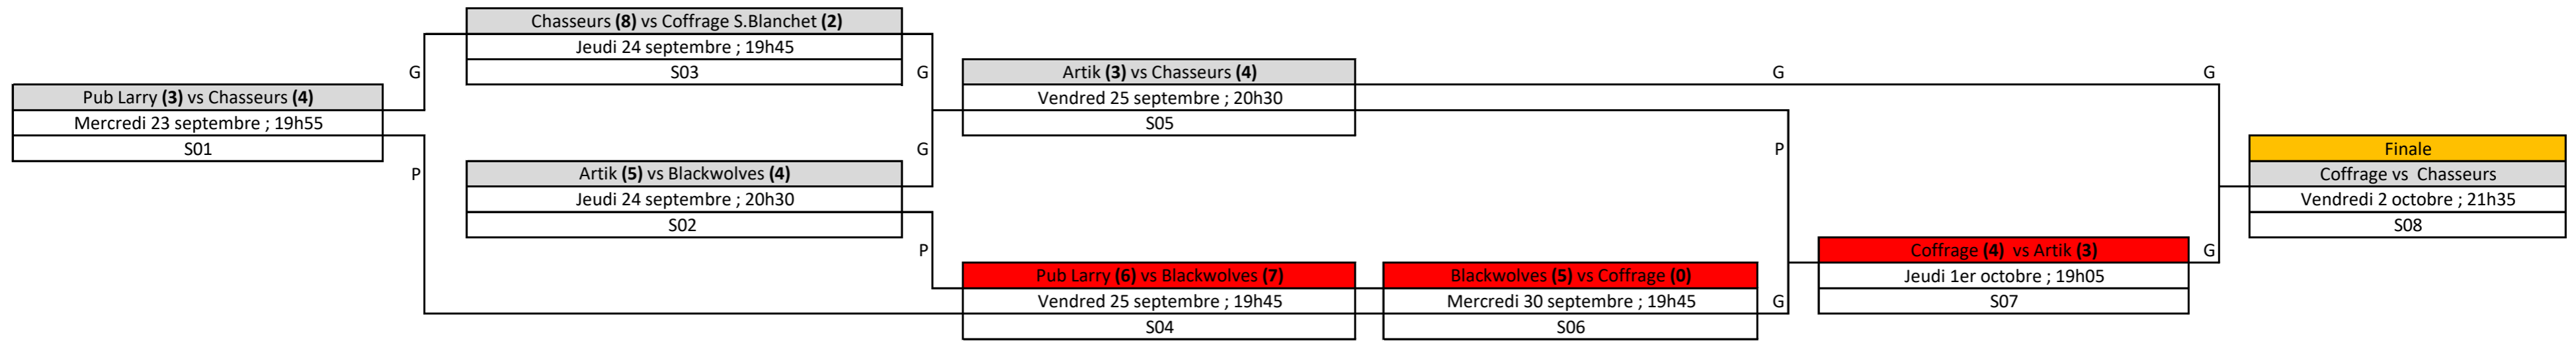 Pub Larry (3) vs Chasseurs (4)
Mercredi 23 septembre ; 19h55
S01
G
P
Chasseurs (8) vs Coffrage S.Blanchet (2)
Jeudi 24 septembre ; 19h45
S03
G
Artik (5) vs Blackwolves (4)
Jeudi 24 septembre ; 20h30
S02
G
P
Artik (3) vs Chasseurs (4)
Vendred 25 septembre ; 20h30
S05
G
P
Pub Larry (6) vs Blackwolves (7)
Vendred 25 septembre ; 19h45
S04
Blackwolves (5) vs Coffrage (0)
Mercredi 30 septembre ; 19h45
S06
G
Coffrage (4) vs Artik (3)
Jeudi 1er octobre ; 19h05
S07
G
G
Finale
Coffrage vs Chasseurs
Vendredi 2 octobre ; 21h35
S08